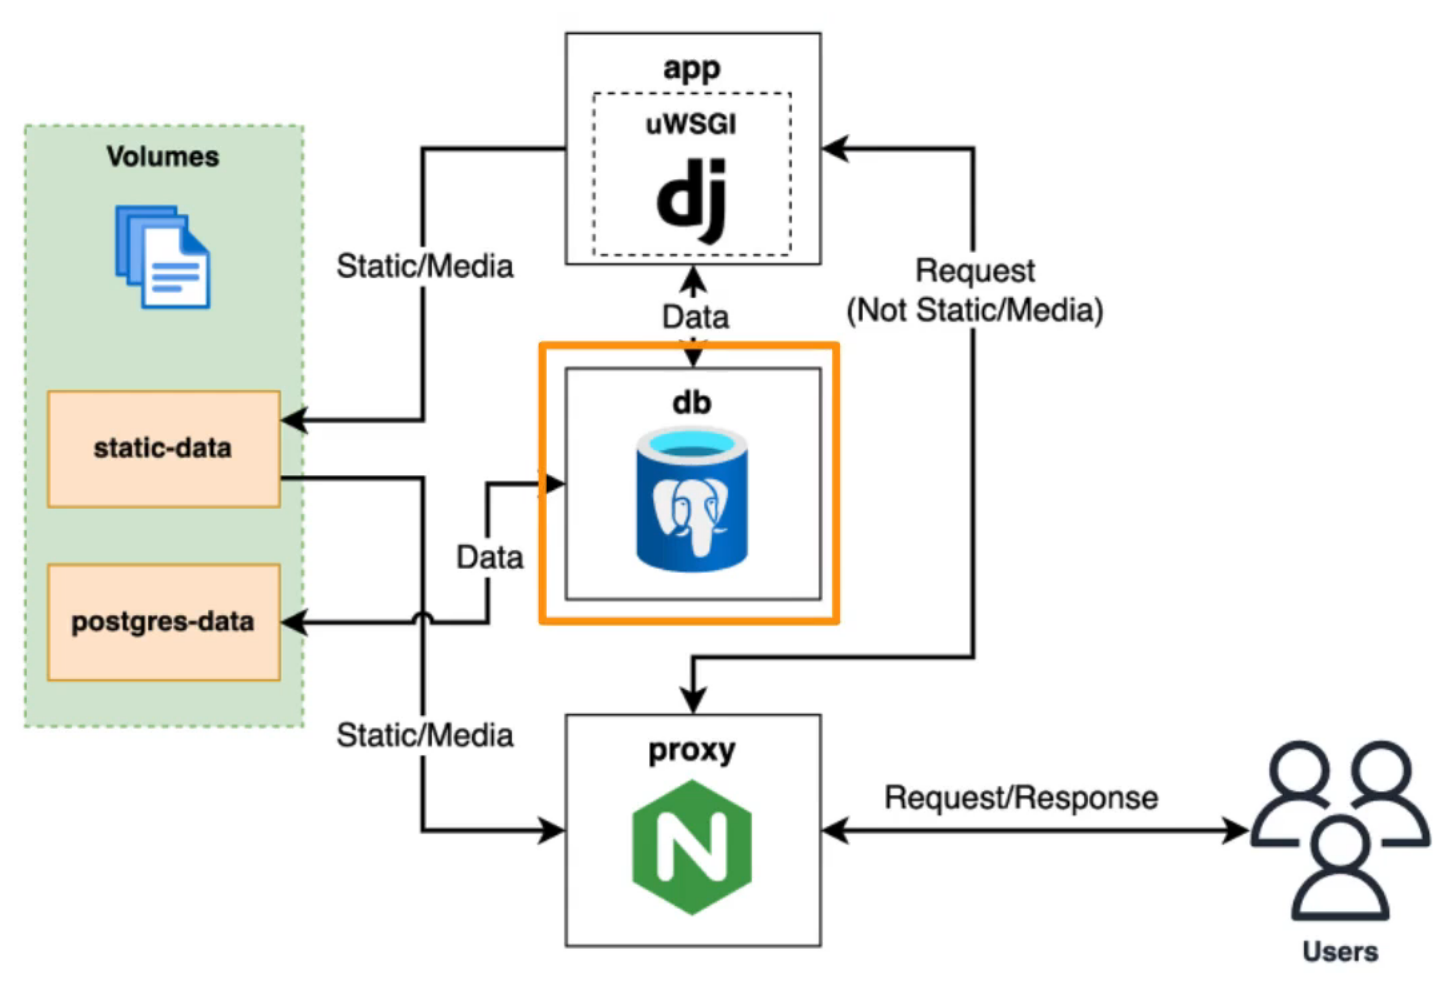 app
uWSGI
dj
Volumes
Static/Media
Request
(Not Static/Media)
Data
db
static-data
Data
postgres-data
Static/Media
proxy
N
Request/Response
Users